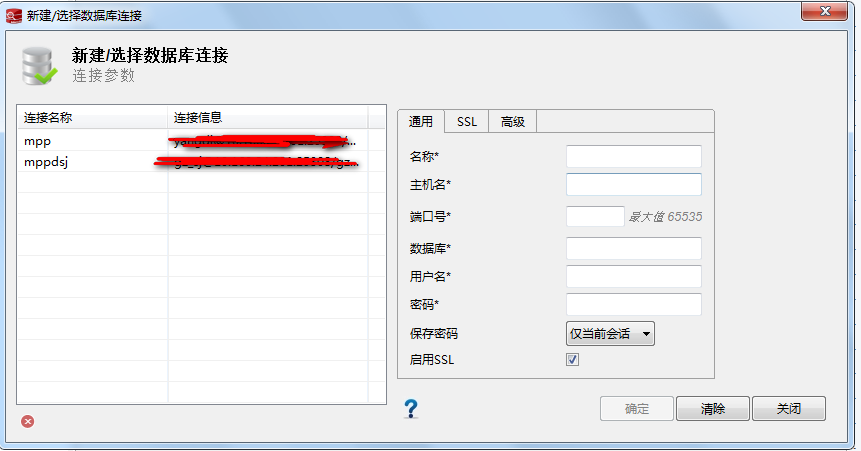 新建/选择数据库连接
新建/选择数据库连接
连接参数
连接名称 连接信息
mpp
mppdsj
通用 SSL 高级
名称*
主机名*
端口号* 最大值 65535
数据库*
用户名*
密码*
保存密码 仅当前会话
启用SSL
确定 清除 关闭